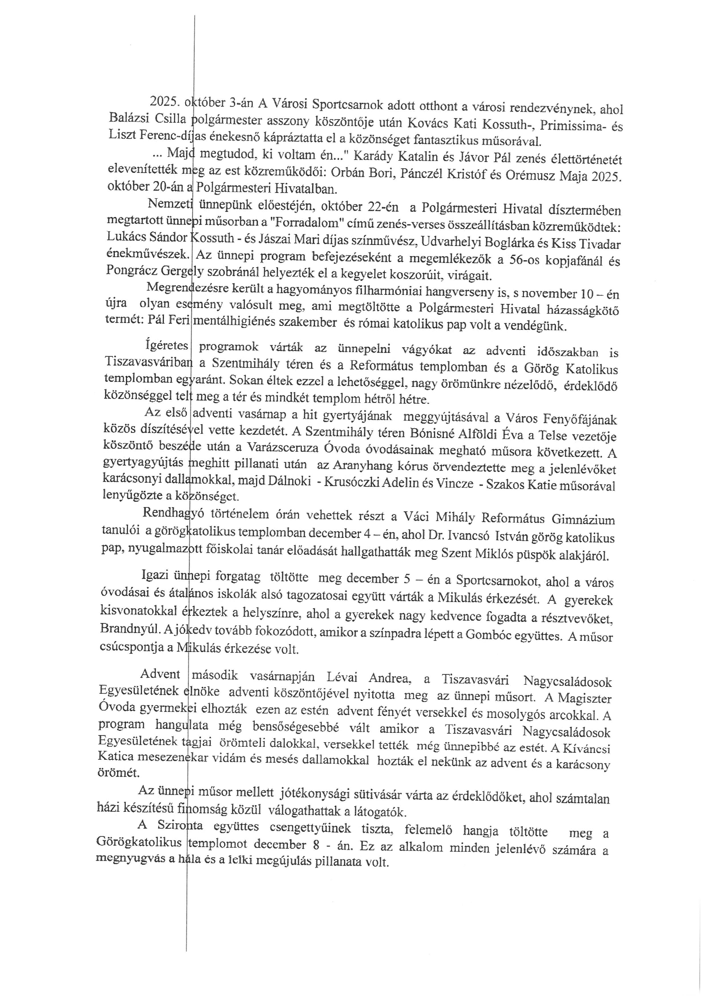 2025. október 3-án A Városi Sportcsarnok adott otthont a városi rendezvénynek, ahol
Balázsi Csilla polgármester asszony köszöntője után Kovács Kati Kossuth-, Primissima- és
Liszt Ferenc-díjas énekesnő kápráztatta el a közönséget fantasztikus műsorával.
... Majd megtudod, ki voltam én..." Karády Katalin és Jávor Pál zenés élettörténetét
elevenítették meg az est közreműködői: Orbán Bori, Pánczél Kristóf és Orémusz Maja 2025.
október 20-án a Polgármesteri Hivatalban.
Nemzeti ünnepünk előestéjén, október 22-én a Polgármesteri Hivatal dísztermében
megtartott ünnepi műsorban a "Forradalom" című zenés-verses összeállításban közreműködtek:
Lukács Sándor Kossuth - és Jászai Mari díjas színművész, Udvarhelyi Boglárka és Kiss Tivadar
énekművészek. Az ünnepi program befejezéseként a megemlékezők a 56-os kopjafánál és
Pongrácz Gergely szobránál helyezték el a kegyelet koszorúit, virágait.
Megrendezésre került a hagyományos filharmóniai hangverseny is, s november 10 – én
újra olyan esemény valósult meg, ami megtöltötte a Polgármesteri Hivatal házasságkötő
termét: Pál Feri mentálhigiénés szakember és római katolikus pap volt a vendégünk.
Ígéretes programok várták az ünnepelni vágyókat az adventi időszakban is
Tiszavasváriban a Szentmihály téren és a Református templomban és a Görög Katolikus
templomban egyaránt. Sokan éltek ezzel a lehetőséggel, nagy örömünkre nézelődő, érdeklődő
közönséggel telt meg a tér és mindkét templom hétről hétre.
Az első adventi vasárnap a hit gyertyájának meggyújtásával a Város Fenyőfájának
közös díszítésével vette kezdetét. A Szentmihály téren Bónisné Alföldi Éva a Telse vezetője
köszöntő beszéde után a Varázsceruza Óvoda óvodásainak megható műsora következett. A
gyertyagyújtás meghitt pillanati után az Aranyhang kórus örvendeztette meg a jelenlévőket
karácsonyi dallamokkal, majd Dálnoki - Krusóczki Adelin és Vincze - Szakos Katie műsorával
lenyűgözte a közönséget.
Rendhagyó történelem órán vehettek részt a Váci Mihály Református Gimnázium
tanulói a görögkatolikus templomban december 4 – én, ahol Dr. Ivancsó István görög katolikus
pap, nyugalmazott főiskolai tanár előadását hallgathatták meg Szent Miklós püspök alakjáról.
Igazi ünnepi forgatag töltötte meg december 5 – én a Sportcsarnokot, ahol a város
óvodásai és átalános iskolák alsó tagozatosai együtt várták a Mikulás érkezését. A gyerekek
kisvonatokkal érkeztek a helyszínre, ahol a gyerekek nagy kedvence fogadta a résztvevőket,
Brandnyúl. A jókedv tovább fokozódott, amikor a színpadra lépett a Gombóc együttes. A műsor
csúcspontja a Mikulás érkezése volt.
Advent második vasárnapján Lévai Andrea, a Tiszavasvári Nagycsaládosok
Egyesületének elnöke adventi köszöntőjével nyitotta meg az ünnepi műsort. A Magiszter
Óvoda gyermekei elhozták ezen az estén advent fényét versekkel és mosolygós arcokkal. A
program hangulata még bensőségesebbé vált amikor a Tiszavasvári Nagycsaládosok
Egyesületének tagjai örömteli dalokkal, versekkel tették még ünnepibbé az estét. A Kíváncsi
Katica mesezenekar vidám és mesés dallamokkal hozták el nekünk az advent és a karácsony
örömét.
Az ünnepi műsor mellett jótékonysági sütivásár várta az érdeklődőket, ahol számtalan
házi készítésű finomság közül válogathattak a látogatók.
A Szironta együttes csengettyűinek tiszta, felemelő hangja töltötte meg a
Görögkatolikus templomot december 8 - án. Ez az alkalom minden jelenlévő számára a
megnyugvás a hála és a lelki megújulás pillanata volt.